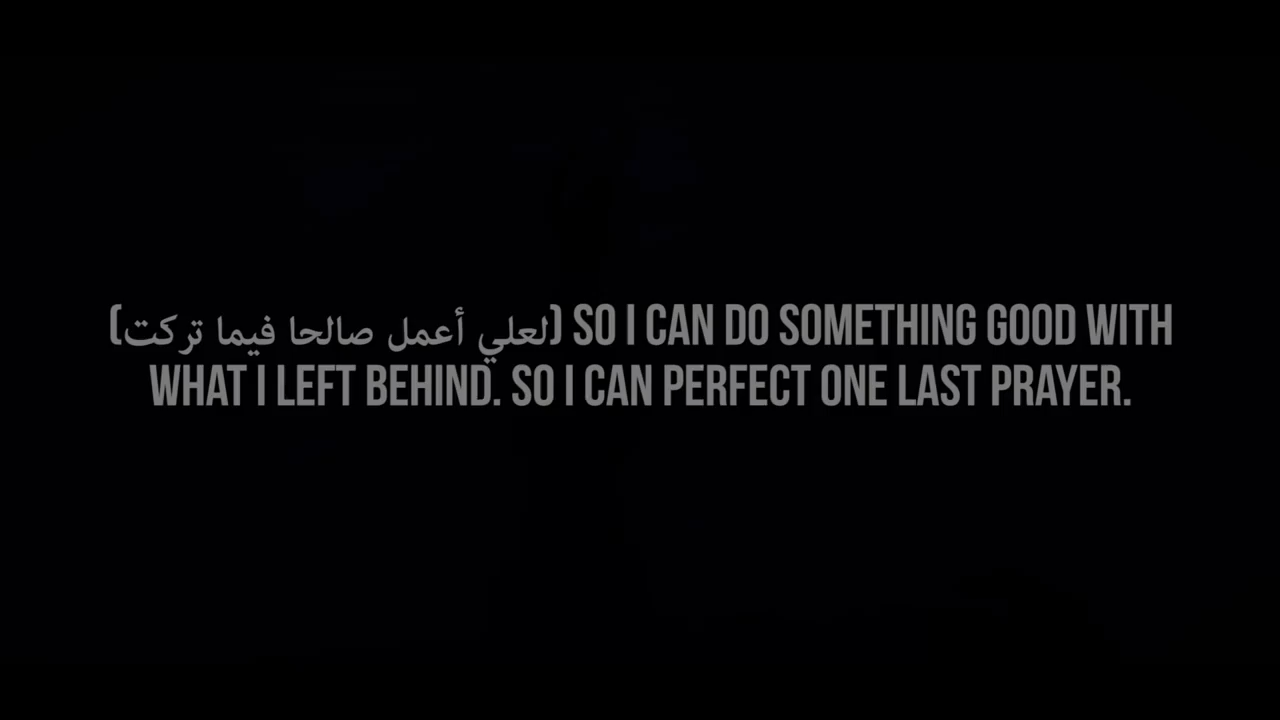 (لعلي أعمل صالحا فيما تركت) SO I CAN DO SOMETHING GOOD WITH
WHAT I LEFT BEHIND. SO I CAN PERFECT ONE LAST PRAYER.